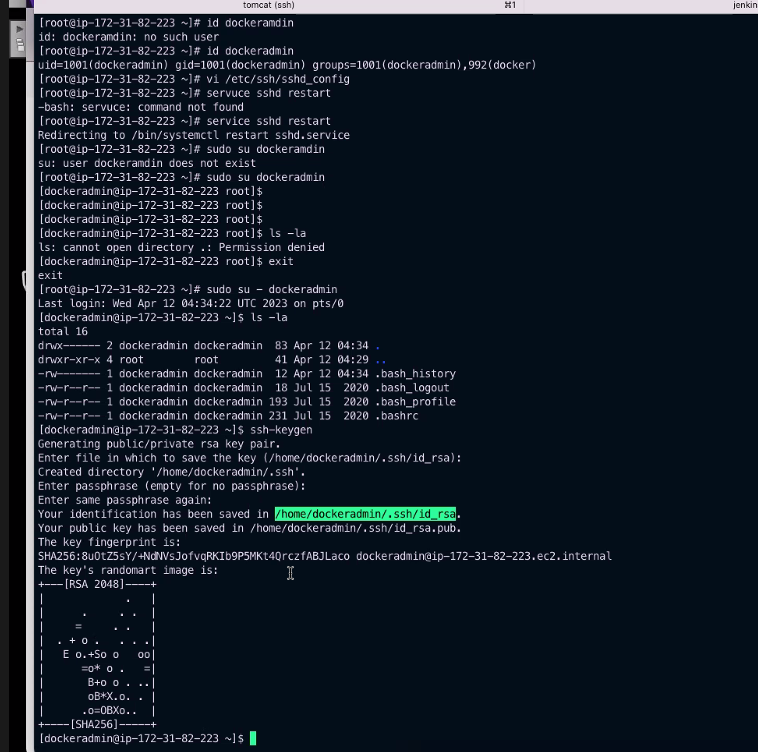 tomcat (ssh) ⌘1 jenkin
[root@ip-172-31-82-223 ~]# id dockeramdin
id: dockeramdin: no such user
[root@ip-172-31-82-223 ~]# id dockeradmin
uid=1001(dockeradmin) gid=1001(dockeradmin) groups=1001(dockeradmin),992(docker)
[root@ip-172-31-82-223 ~]# vi /etc/ssh/sshd_config
[root@ip-172-31-82-223 ~]# servuce sshd restart
-bash: servuce: command not found
[root@ip-172-31-82-223 ~]# service sshd restart
Redirecting to /bin/systemctl restart sshd.service
[root@ip-172-31-82-223 ~]# sudo su dockeramdin
su: user dockeramdin does not exist
[root@ip-172-31-82-223 ~]# sudo su dockeradmin
[dockeradmin@ip-172-31-82-223 root]$
[dockeradmin@ip-172-31-82-223 root]$
[dockeradmin@ip-172-31-82-223 root]$
[dockeradmin@ip-172-31-82-223 root]$ ls -la
ls: cannot open directory .: Permission denied
[dockeradmin@ip-172-31-82-223 root]$ exit
exit
[root@ip-172-31-82-223 ~]# sudo su - dockeradmin
Last login: Wed Apr 12 04:34:22 UTC 2023 on pts/0
[dockeradmin@ip-172-31-82-223 ~]$ ls -la
total 16
drwx------ 2 dockeradmin dockeradmin  83 Apr 12 04:34 .
drwxr-xr-x 4 root        root         41 Apr 12 04:29 ..
-rw------- 1 dockeradmin dockeradmin  12 Apr 12 04:34 .bash_history
-rw-r--r-- 1 dockeradmin dockeradmin  18 Jul 15  2020 .bash_logout
-rw-r--r-- 1 dockeradmin dockeradmin 193 Jul 15  2020 .bash_profile
-rw-r--r-- 1 dockeradmin dockeradmin 231 Jul 15  2020 .bashrc
[dockeradmin@ip-172-31-82-223 ~]$ ssh-keygen
Generating public/private rsa key pair.
Enter file in which to save the key (/home/dockeradmin/.ssh/id_rsa):
Created directory '/home/dockeradmin/.ssh'.
Enter passphrase (empty for no passphrase):
Enter same passphrase again:
Your identification has been saved in /home/dockeradmin/.ssh/id_rsa.
Your public key has been saved in /home/dockeradmin/.ssh/id_rsa.pub.
The key fingerprint is:
SHA256:8uOtZ5sY/+NdNVsJofvqRKIb9P5MKt4QrczfABJLaco dockeradmin@ip-172-31-82-223.ec2.internal
The key's randomart image is:
+---[RSA 2048]----+
|             .   |
|      .     . .  |
|     =     . .   |
|  . + o .   . . .|
|   E o.+So o   oo|
|      =o* o .   =|
|       B+o o . ..|
|       oB*X.o. . |
|      .o=OBXo..  |
+----[SHA256]-----+
[dockeradmin@ip-172-31-82-223 ~]$